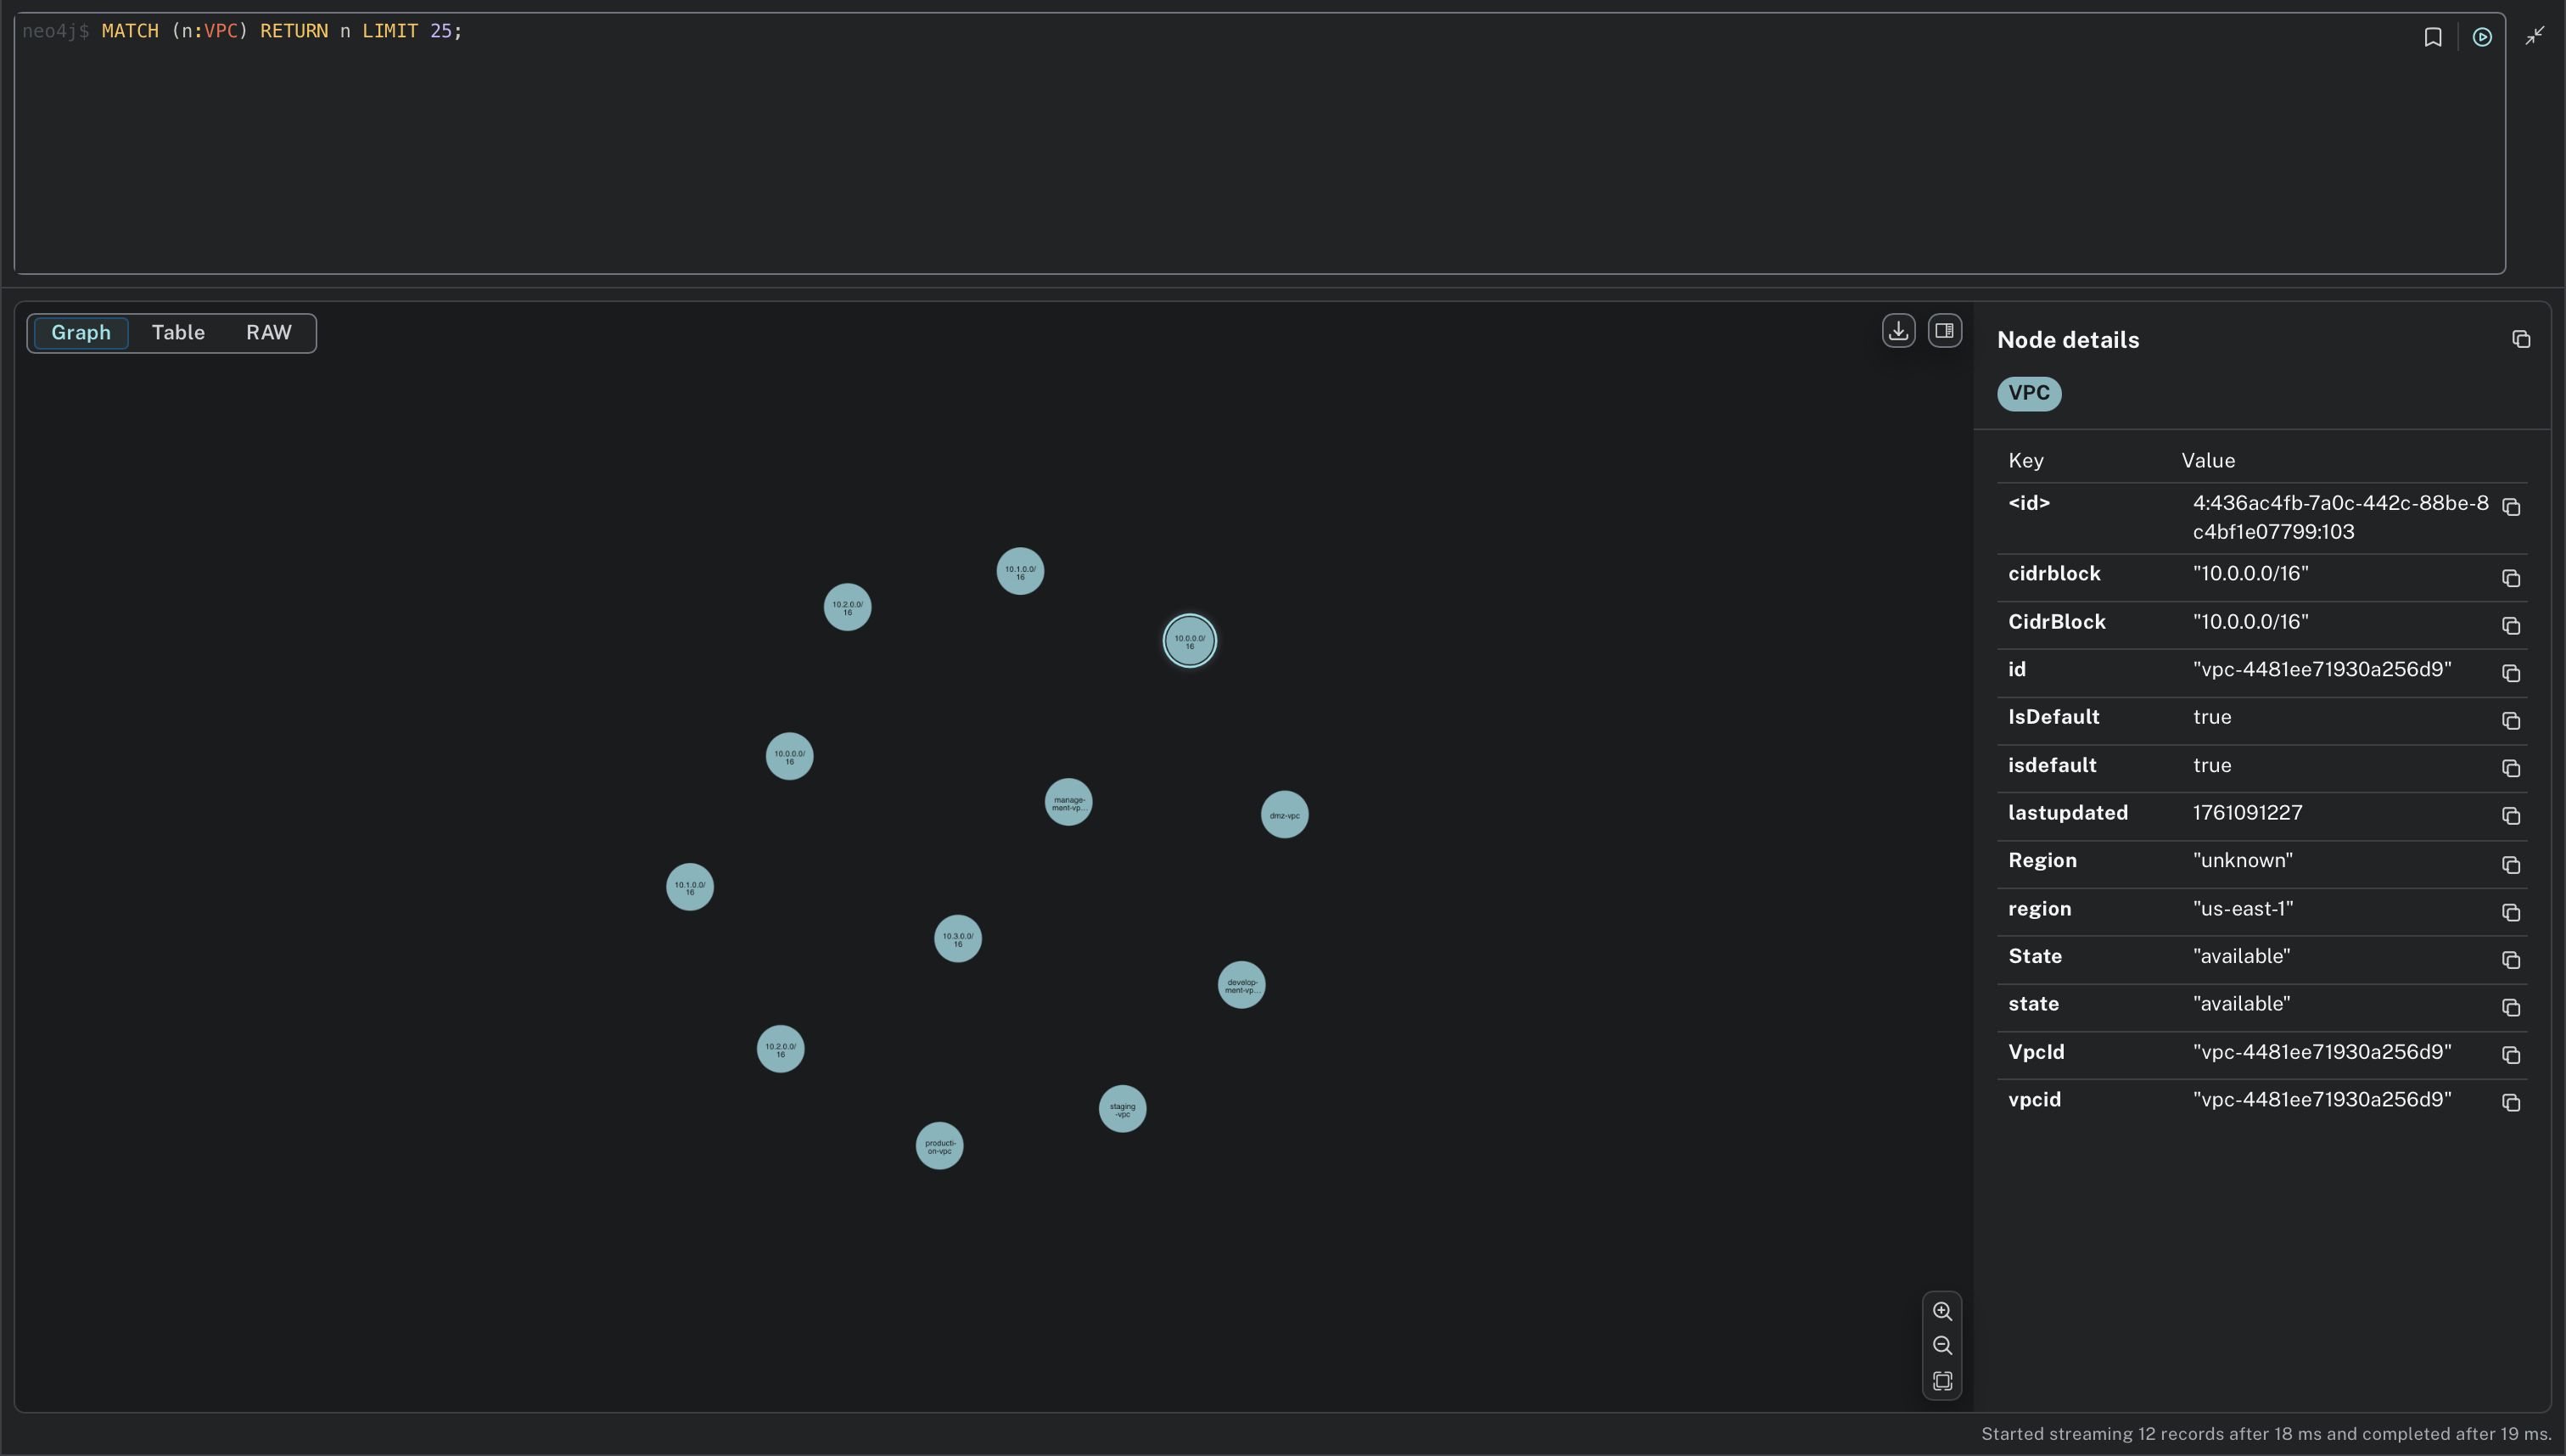 neo4j$ MATCH (n:VPC) RETURN n LIMIT 25;
Graph
Table
RAW
10.1.0.0/
16
10.2.0.0/
16
10.0.0.0/
16
10.0.0.0/
16
manage-
ment-vp...
dmz-vpc
10.1.0.0/
16
10.3.0.0/
16
develop-
ment-vp...
10.2.0.0/
16
staging
-vpc
producti-
on-vpc
Node details
VPC
Key Value
<id> 4:436ac4fb-7a0c-442c-88be-8
c4bf1e07799:103
cidrblock "10.0.0.0/16"
CidrBlock "10.0.0.0/16"
id "vpc-4481ee71930a256d9"
IsDefault true
isdefault true
lastupdated 1761091227
Region "unknown"
region "us-east-1"
State "available"
state "available"
VpcId "vpc-4481ee71930a256d9"
vpcid "vpc-4481ee71930a256d9"
Started streaming 12 records after 18 ms and completed after 19 ms.